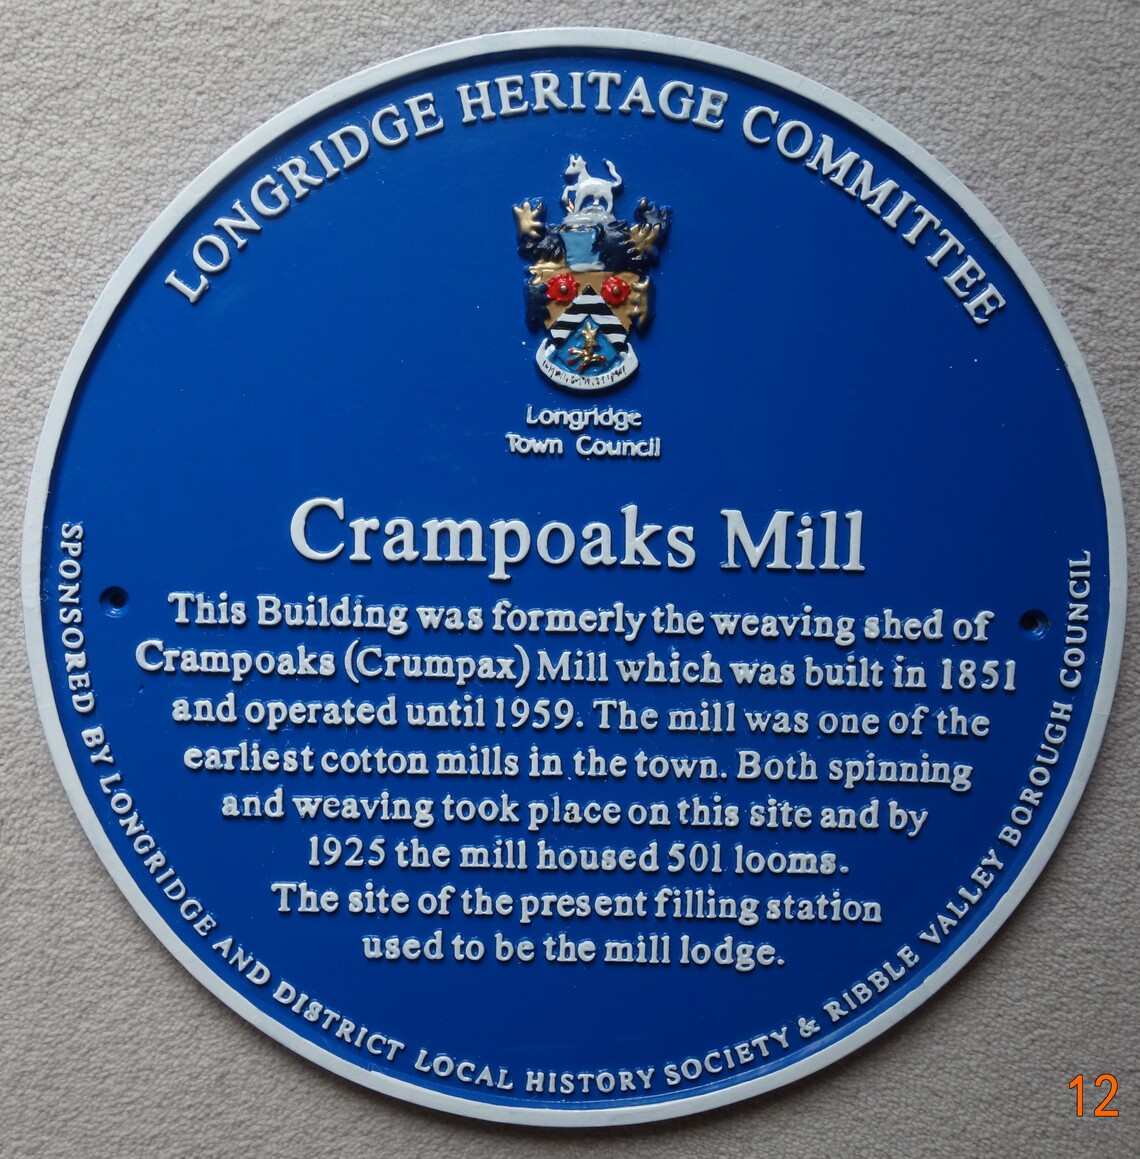 LONGRIDGE HERITAGE COMMITTEE
Longridge
Town Council
Crampoaks Mill
This Building was formerly the weaving shed of
Crampoaks (Crumpax) Mill which was built in 1851
and operated until 1959. The mill was one of the
earliest cotton mills in the town. Both spinning
and weaving took place on this site and by
1925 the mill housed 501 looms.
The site of the present filling station
used to be the mill lodge.
SPONSORED BY LONGRIDGE AND DISTRICT LOCAL HISTORY SOCIETY & RIBBLE VALLEY BOROUGH COUNCIL
12